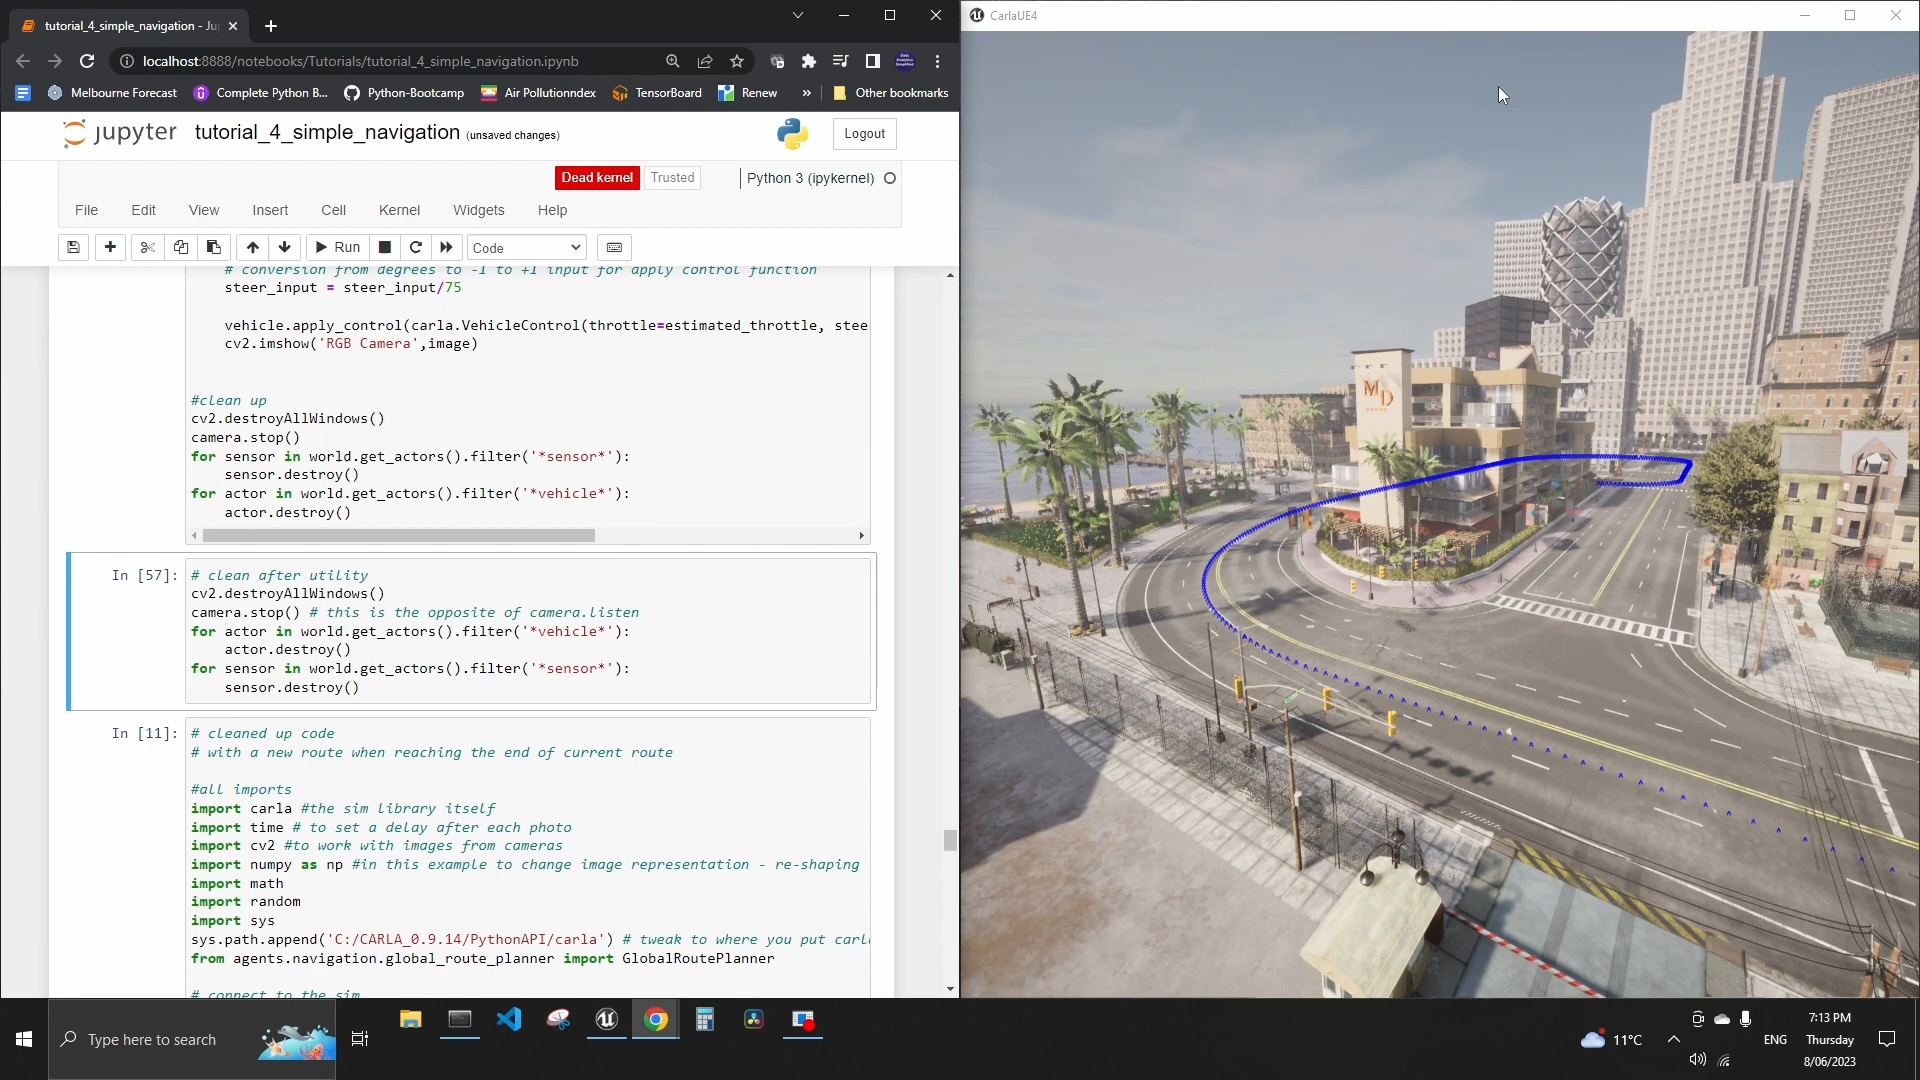 tutorial_4_simple_navigation - Ju
CarlaUE4
localhost:8888/notebooks/Tutorials/tutorial_4_simple_navigation.ipynb
Melbourne Forecast
Complete Python B...
Python-Bootcamp
Air Pollutionndex
TensorBoard
Renew
»
Other bookmarks
jupyter
tutorial_4_simple_navigation (unsaved changes)
Logout
Dead kernel
Trusted
Python 3 (ipykernel)
File Edit View Insert Cell Kernel Widgets Help
Run
Code
# conversion from degrees to -1 to +1 input for apply control function
steer_input = steer_input/75
vehicle.apply_control(carla.VehicleControl(throttle=estimated_throttle, stee
cv2.imshow('RGB Camera',image)
#clean up
cv2.destroyAllWindows()
camera.stop()
for sensor in world.get_actors().filter('*sensor*'):
sensor.destroy()
for actor in world.get_actors().filter('*vehicle*'):
actor.destroy()
In [57]:
# clean after utility
cv2.destroyAllWindows()
camera.stop() # this is the opposite of camera.listen
for actor in world.get_actors().filter('*vehicle*'):
actor.destroy()
for sensor in world.get_actors().filter('*sensor*'):
sensor.destroy()
In [11]:
# cleaned up code
# with a new route when reaching the end of current route
#all imports
import carla #the sim library itself
import time # to set a delay after each photo
import cv2 #to work with images from cameras
import numpy as np #in this example to change image representation - re-shaping
import math
import random
import sys
sys.path.append('C:/CARLA_0.9.14/PythonAPI/carla') # tweak to where you put carl
from agents.navigation.global_route_planner import GlobalRoutePlanner
# connect to the sim
MD
Type here to search
11°C
ENG
7:13 PM
Thursday
8/06/2023